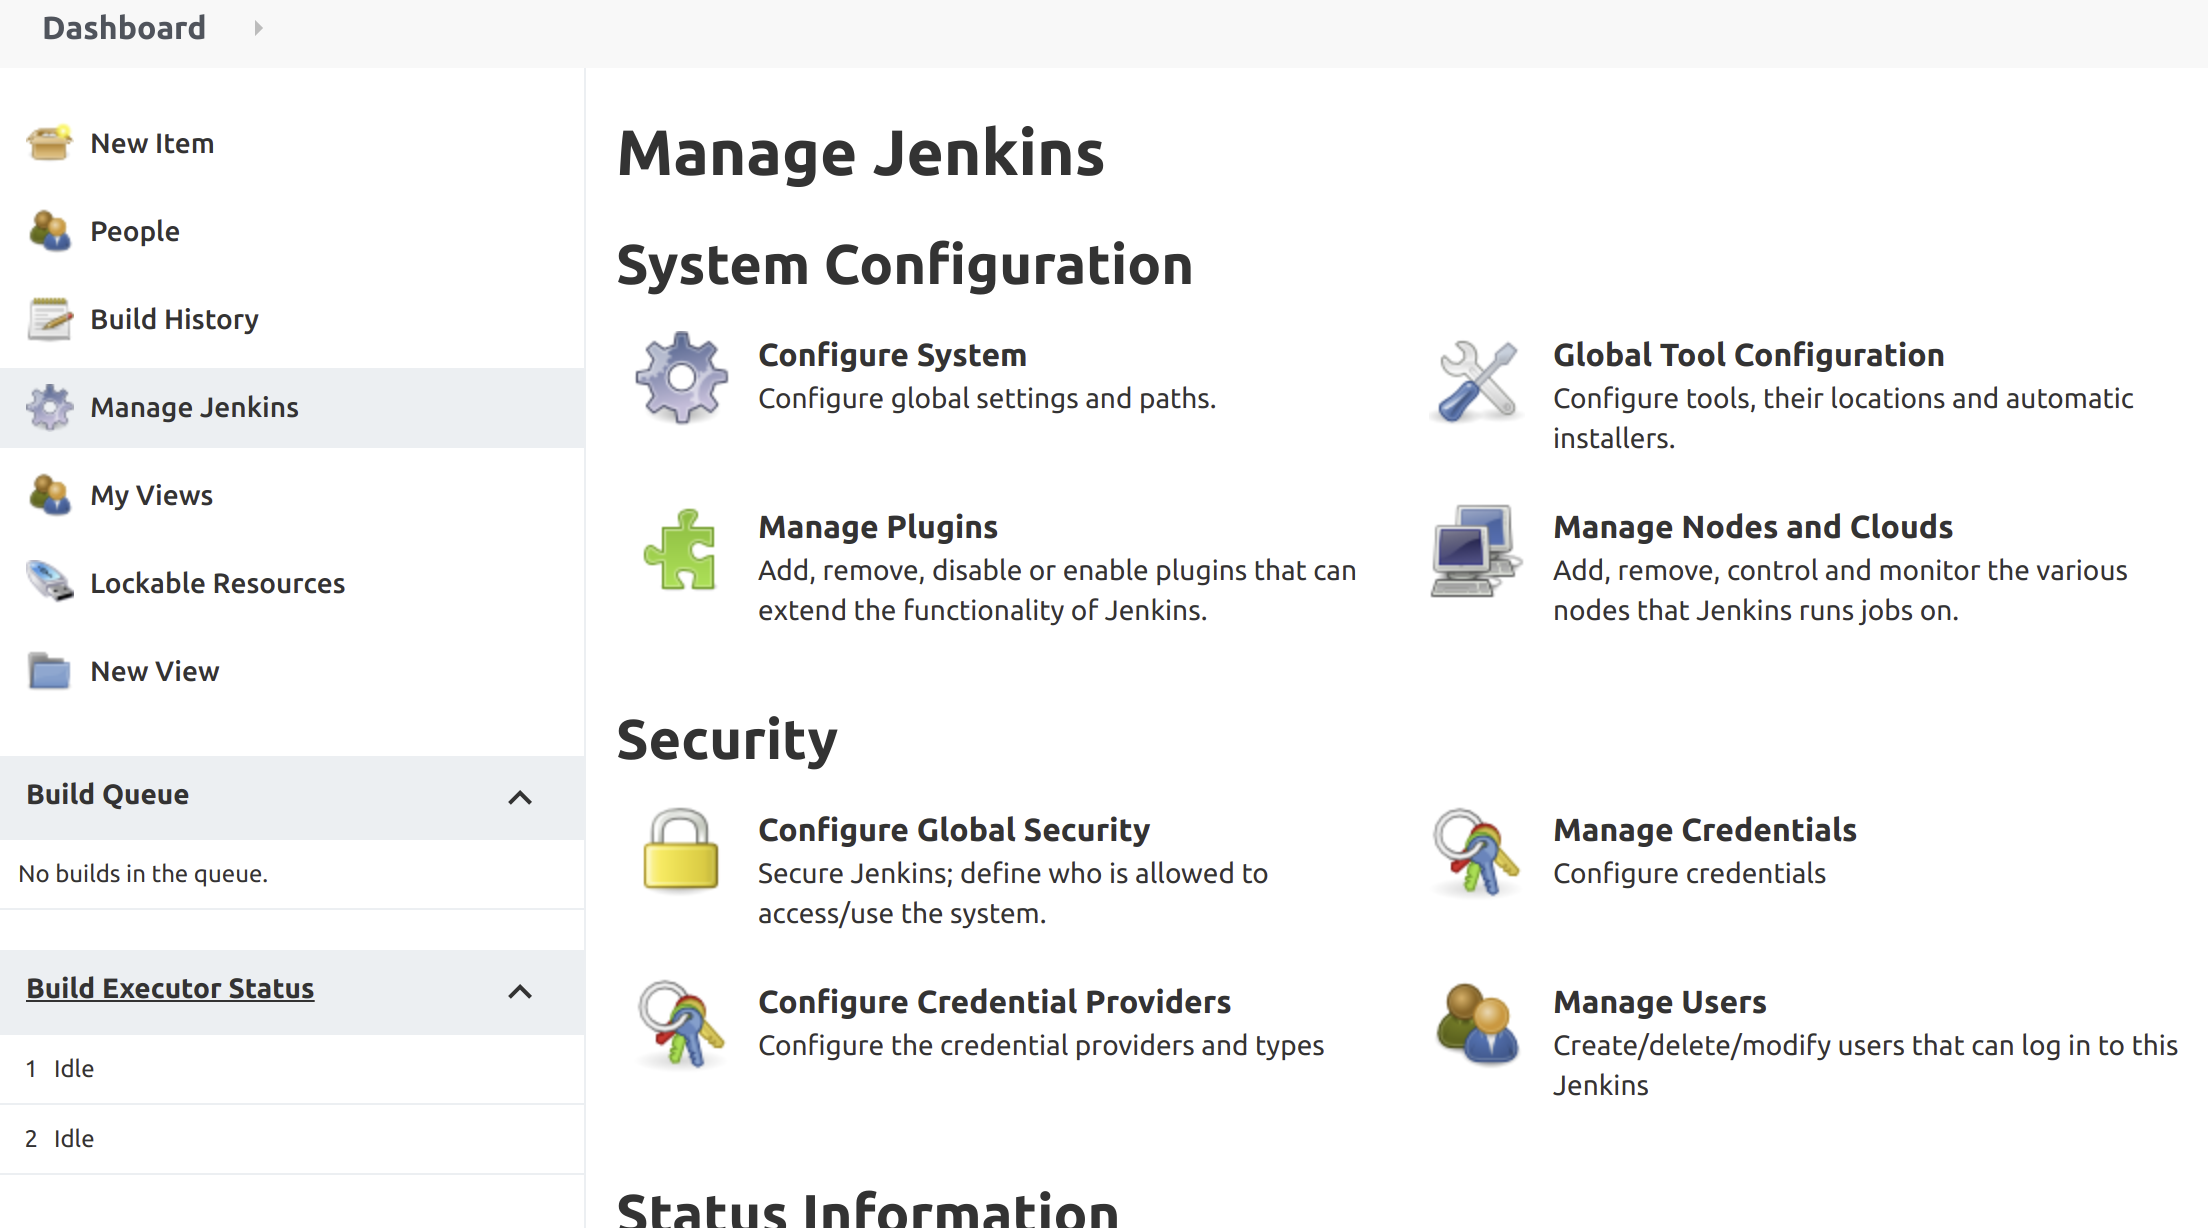 Dashboard
New Item
People
Build History
Manage Jenkins
My Views
Lockable Resources
New View
Build Queue
No builds in the queue.
Build Executor Status
1 Idle
2 Idle
Manage Jenkins
System Configuration
Configure System
Configure global settings and paths.
Global Tool Configuration
Configure tools, their locations and automatic
installers.
Manage Plugins
Add, remove, disable or enable plugins that can
extend the functionality of Jenkins.
Manage Nodes and Clouds
Add, remove, control and monitor the various
nodes that Jenkins runs jobs on.
Security
Configure Global Security
Secure Jenkins; define who is allowed to
access/use the system.
Manage Credentials
Configure credentials
Configure Credential Providers
Configure the credential providers and types
Manage Users
Create/delete/modify users that can log in to this
Jenkins
Status Information